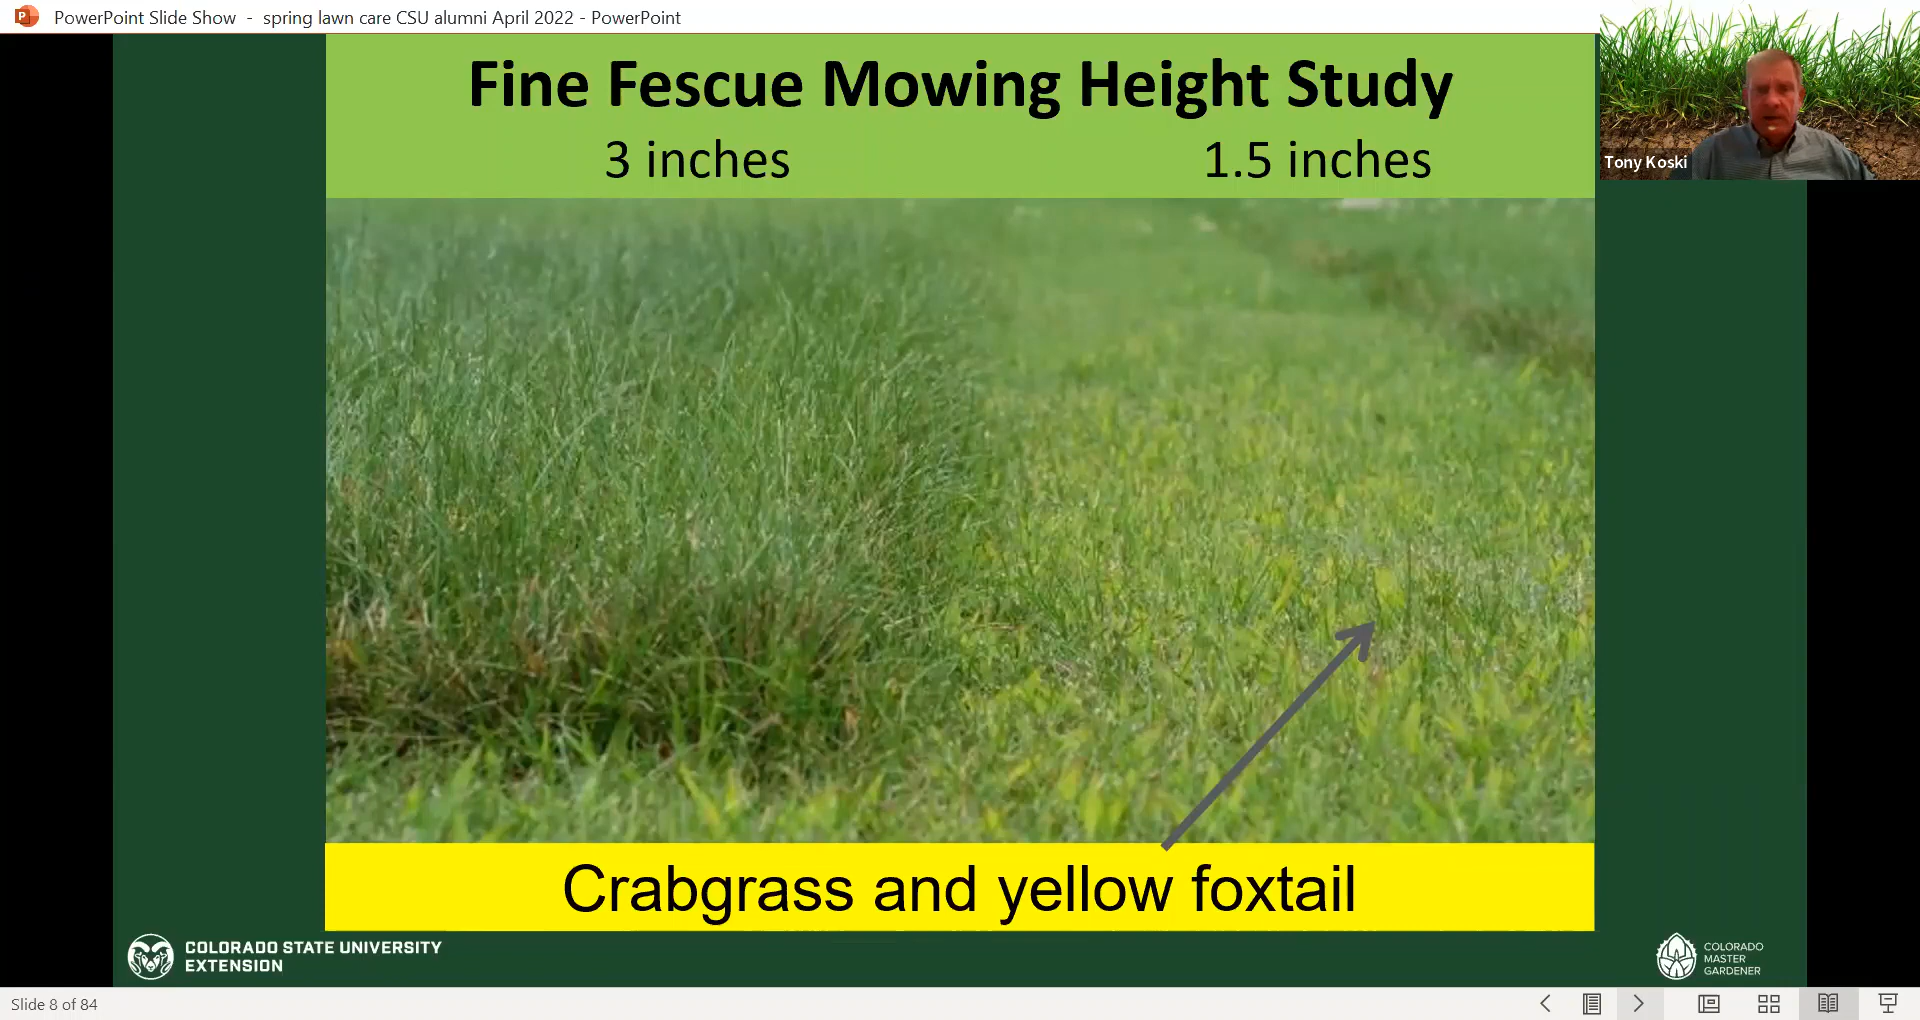 PowerPoint Slide Show - spring lawn care CSU alumni April 2022 - PowerPoint
Fine Fescue Mowing Height Study
3 inches 1.5 inches
Tony Koski
Crabgrass and yellow foxtail
COLORADO STATE UNIVERSITY
EXTENSION
COLORADO
MASTER
GARDENER
Slide 8 of 84